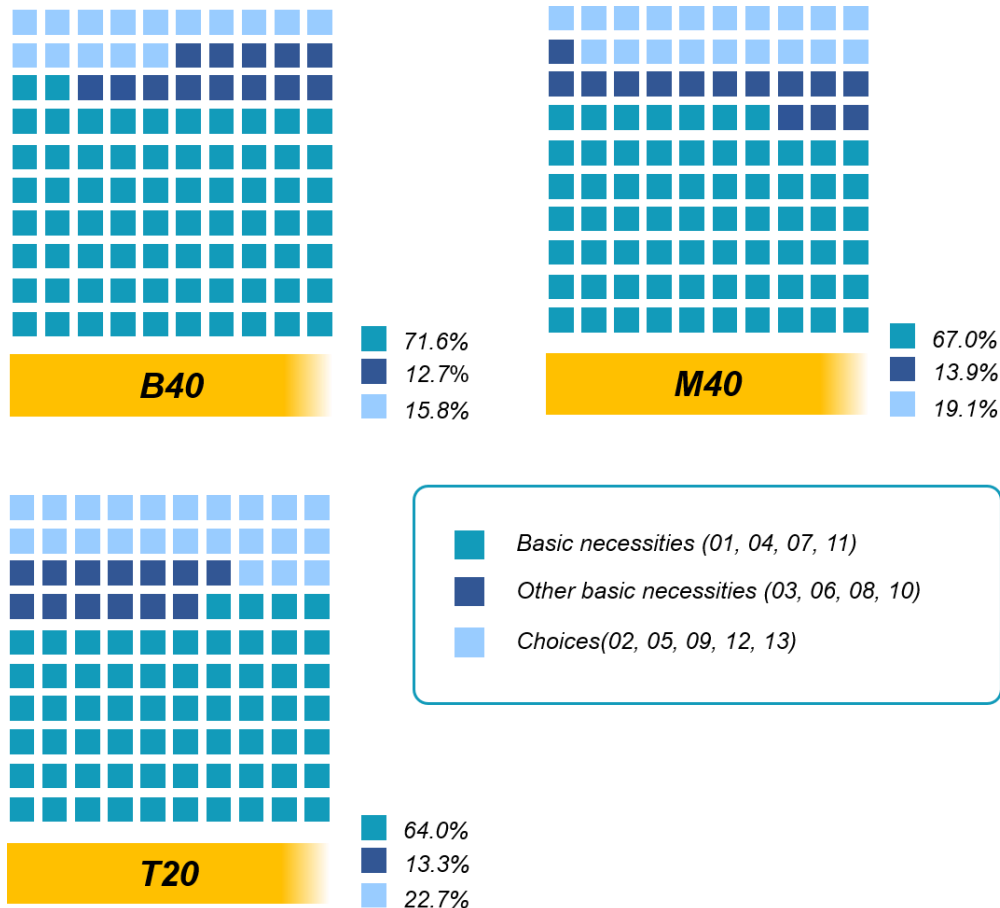 71.6%
12.7%
15.8%
B40
67.0%
13.9%
19.1%
M40
Basic necessities (01, 04, 07, 11)
Other basic necessities (03, 06, 08, 10)
Choices(02, 05, 09, 12, 13)
64.0%
13.3%
22.7%
T20